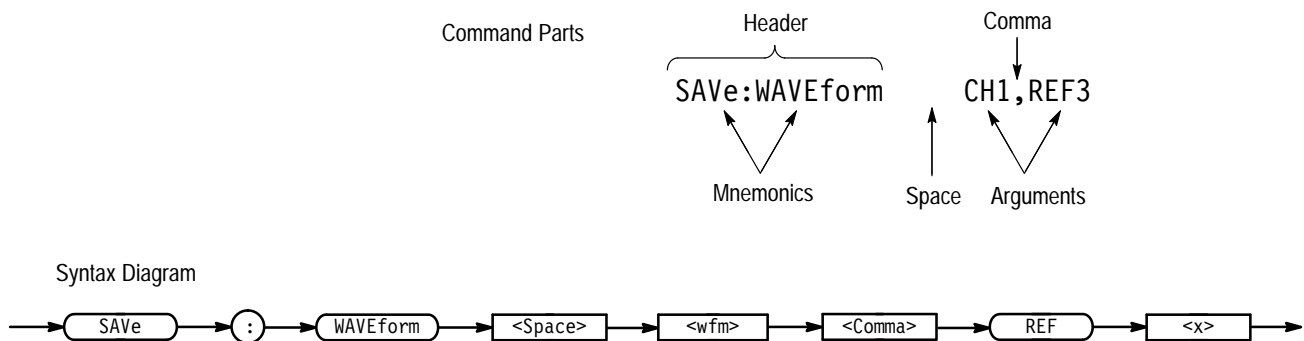 Command Parts
Header
Comma
SAVe:WAVEform CH1,REF3
Mnemonics
Space
Arguments
Syntax Diagram
SAVe : WAVEform <Space> <wfm> <Comma> REF <x>